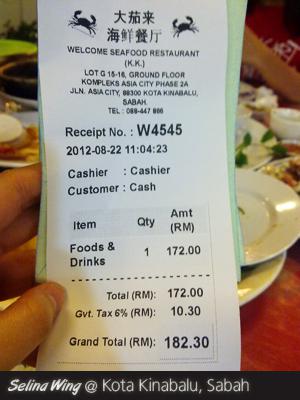 大茄来
海鲜餐厅
WELCOME SEAFOOD RESTAURANT
(K.K.)
LOT G 15-16, GROUND FLOOR
KOMPLEKS ASIA CITY PHASE 2A
JLN. ASIA CITY, 88300 KOTA KINABALU,
SABAH.
TEL : 088-447 866
Receipt No. : W4545
2012-08-22 11:04:23
Cashier : Cashier
Customer : Cash
Item Qty Amt (RM)
Foods & Drinks 1 172.00
Total (RM): 172.00
Gvt. Tax 6% (RM): 10.30
Grand Total (RM): 182.30
Selina Wing @ Kota Kinabalu, Sabah